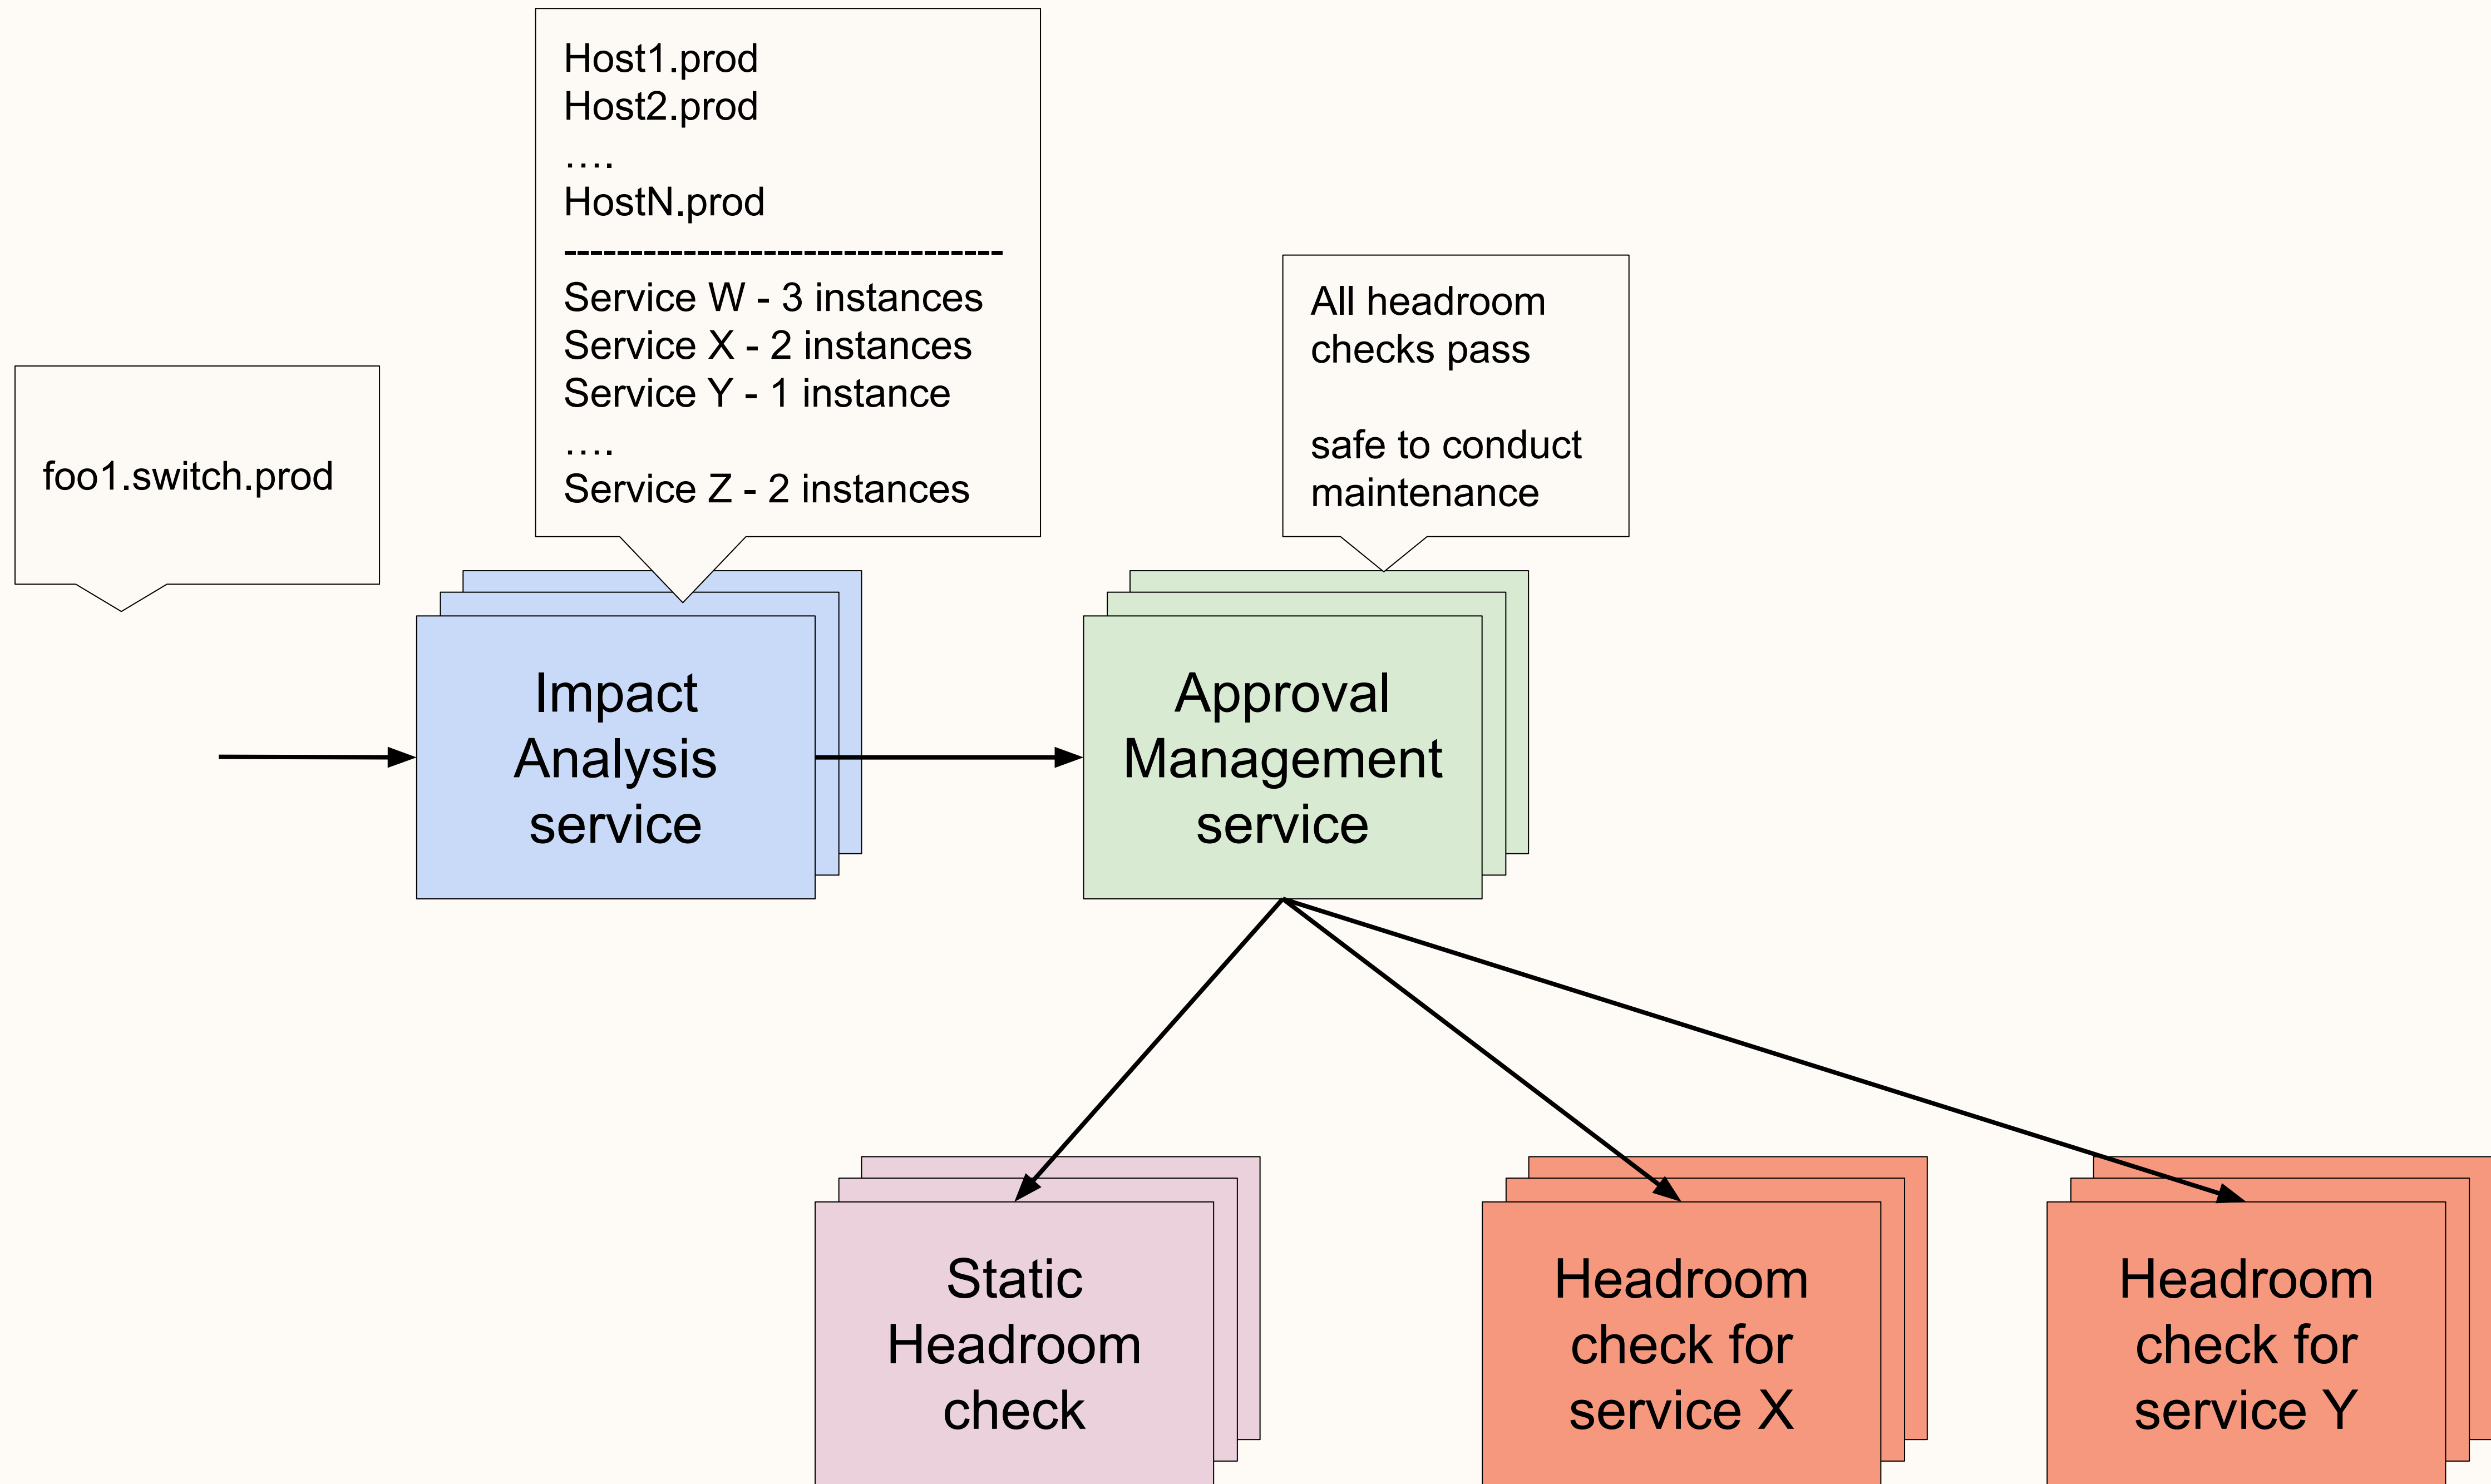 Host1.prod
Host2.prod
….
HostN.prod
---------------------------------
Service W - 3 instances
Service X - 2 instances
Service Y - 1 instance
….
Service Z - 2 instances
All headroom
checks pass
safe to conduct
maintenance
foo1.switch.prod
Impact
Analysis
service
Approval
Management
service
Static
Headroom
check
Headroom
check for
service X
Headroom
check for
service Y